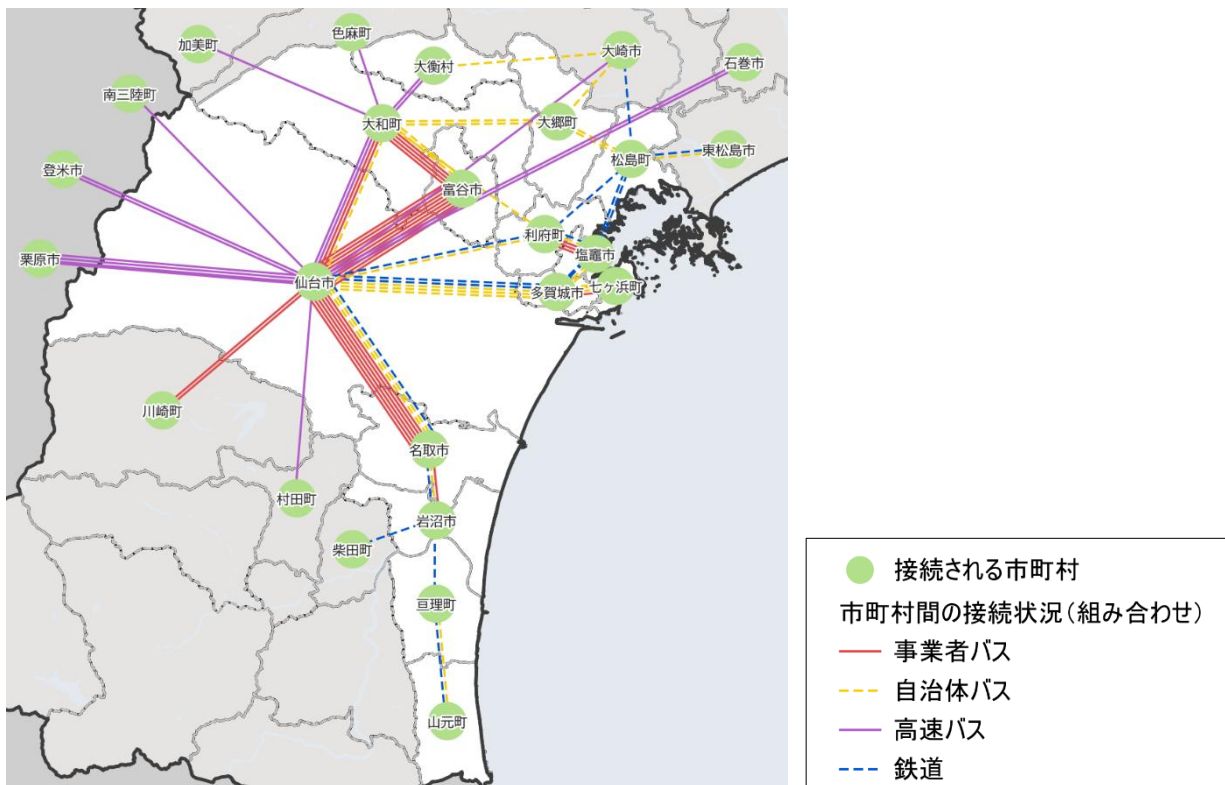 色麻町
加美町
大衡村
大崎市
石巻市
南三陸町
大和町
大郷町
松島町
東松島市
登米市
富谷市
利府町
塩竈市
栗原市
仙台市
多賀城市
七ヶ浜町
川崎町
名取市
村田町
岩沼市
柴田町
亘理町
山元町
接続される市町村
市町村間の接続状況(組み合わせ)
事業者バス
自治体バス
高速バス
鉄道